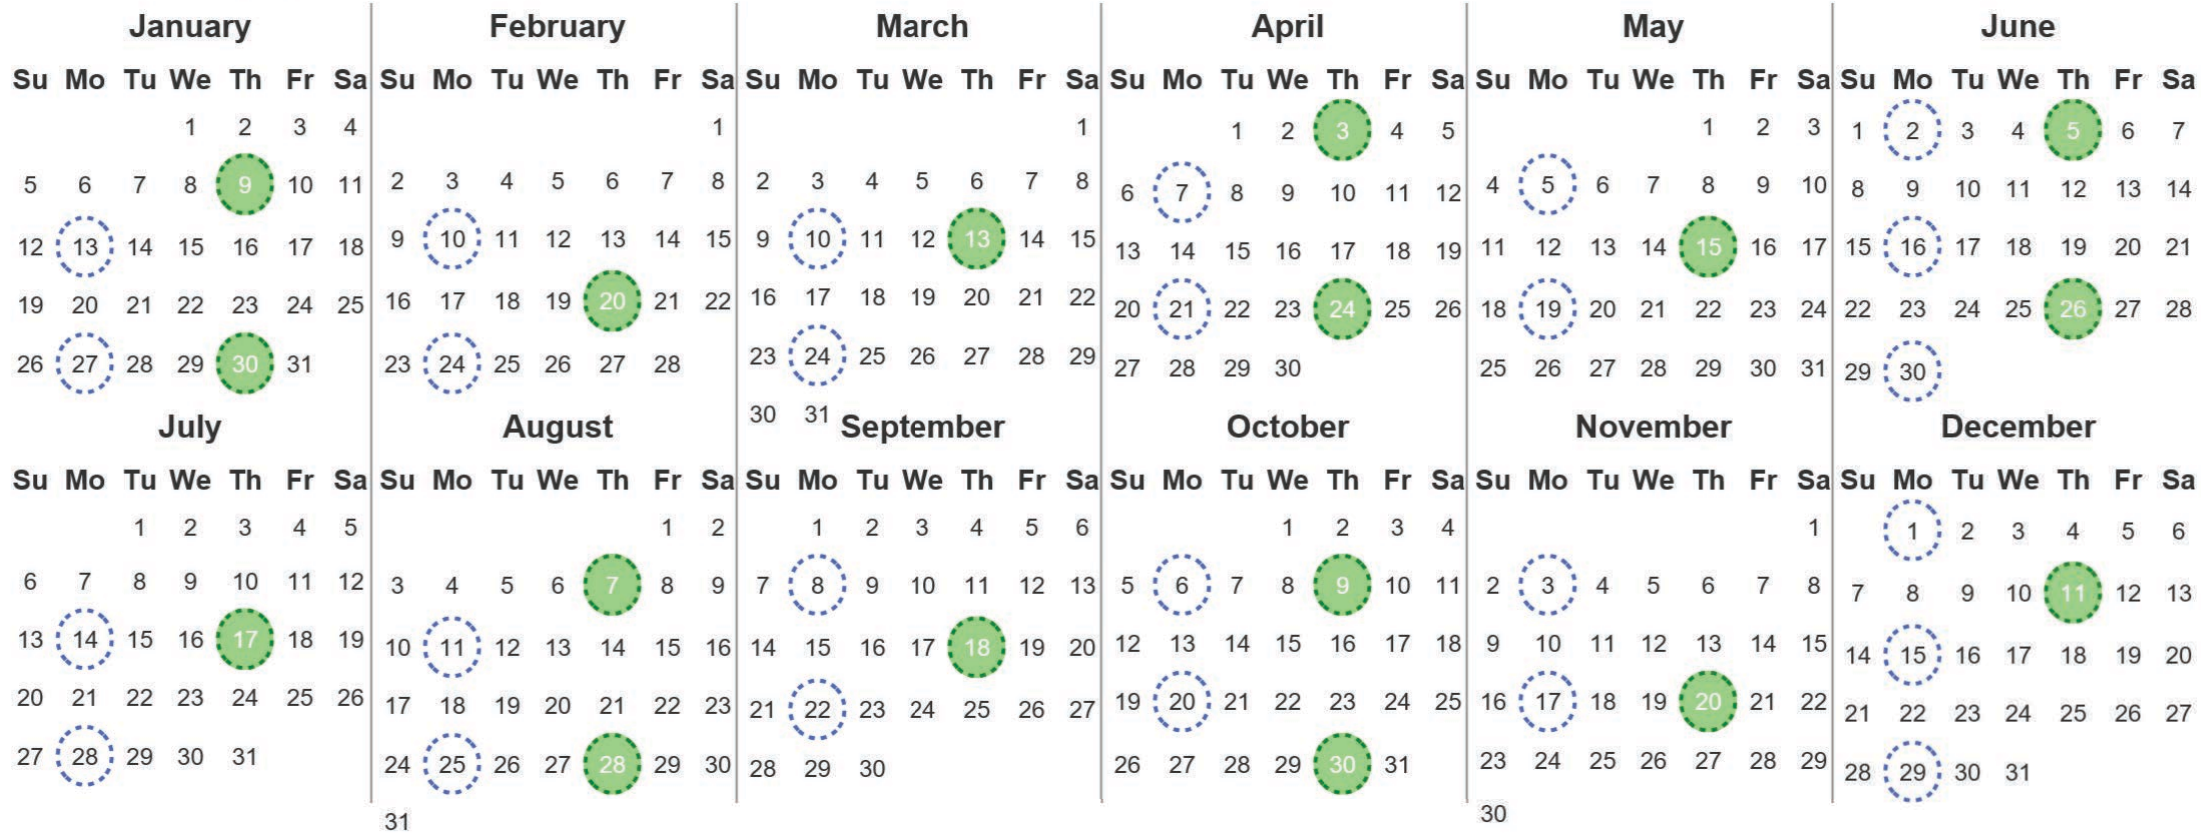 January
Su Mo Tu We Th Fr Sa
1 2 3 4
5 6 7 8 9 10 11
12 13 14 15 16 17 18
19 20 21 22 23 24 25
26 27 28 29 30 31
February
Su Mo Tu We Th Fr Sa
1
2 3 4 5 6 7 8
9 10 11 12 13 14 15
16 17 18 19 20 21 22
23 24 25 26 27 28
March
Su Mo Tu We Th Fr Sa
1
2 3 4 5 6 7 8
9 10 11 12 13 14 15
16 17 18 19 20 21 22
23 24 25 26 27 28 29
30 31
April
Su Mo Tu We Th Fr Sa
1 2 3 4 5
6 7 8 9 10 11 12
13 14 15 16 17 18 19
20 21 22 23 24 25 26
27 28 29 30
May
Su Mo Tu We Th Fr Sa
1 2 3
4 5 6 7 8 9 10
11 12 13 14 15 16 17
18 19 20 21 22 23 24
25 26 27 28 29 30 31
June
Su Mo Tu We Th Fr Sa
1 2 3 4 5 6 7
8 9 10 11 12 13 14
15 16 17 18 19 20 21
22 23 24 25 26 27 28
29 30
July
Su Mo Tu We Th Fr Sa
1 2 3 4 5
6 7 8 9 10 11 12
13 14 15 16 17 18 19
20 21 22 23 24 25 26
27 28 29 30 31
August
Su Mo Tu We Th Fr Sa
1 2
3 4 5 6 7 8 9
10 11 12 13 14 15 16
17 18 19 20 21 22 23
24 25 26 27 28 29 30
31
September
Su Mo Tu We Th Fr Sa
1 2 3 4 5 6
7 8 9 10 11 12 13
14 15 16 17 18 19 20
21 22 23 24 25 26 27
28 29 30
October
Su Mo Tu We Th Fr Sa
1 2 3 4
5 6 7 8 9 10 11
12 13 14 15 16 17 18
19 20 21 22 23 24 25
26 27 28 29 30 31
November
Su Mo Tu We Th Fr Sa
1
2 3 4 5 6 7 8
9 10 11 12 13 14 15
16 17 18 19 20 21 22
23 24 25 26 27 28 29
30
December
Su Mo Tu We Th Fr Sa
1 2 3 4 5 6
7 8 9 10 11 12 13
14 15 16 17 18 19 20
21 22 23 24 25 26 27
28 29 30 31